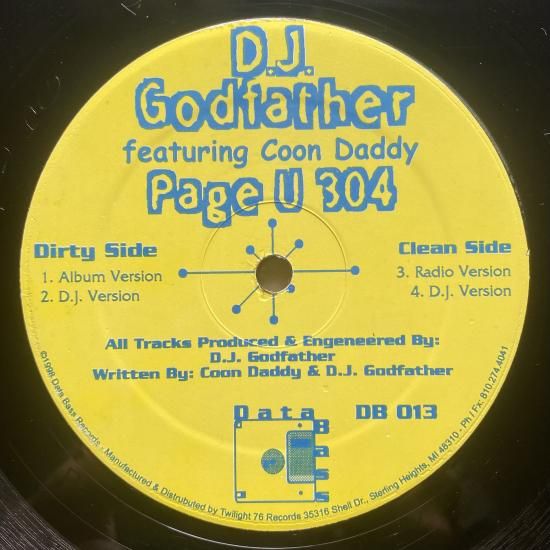 D.J.
Godfather
featuring Coon Daddy
Page U 304
Dirty Side
1. Album Version
2. D.J. Version
Clean Side
3. Radio Version
4. D.J. Version
All Tracks Produced & Engeneered By:
D.J. Godfather
Written By: Coon Daddy & D.J. Godfather
Data
Bass
DB 013
©1998 Data Bass Records - Manufactured & Distrubuted by Twilight 76 Records 35316 Shell Dr., Sterling Heights, MI 48310 - Ph / Fx: 810.274.4041